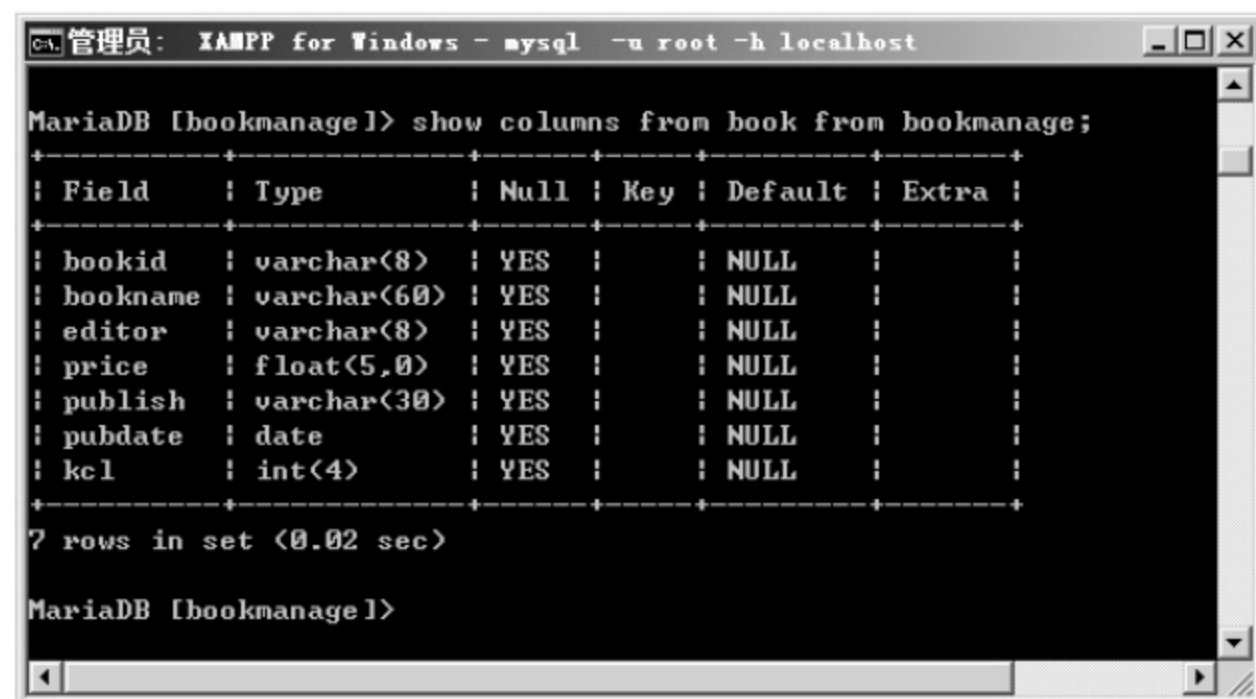 管理员: XAMPP for Windows - mysql -u root -h localhost
MariaDB [bookmanage]> show columns from book from bookmanage;
+----------+-------------+------+-----+---------+-------+
| Field    | Type        | Null | Key | Default | Extra |
+----------+-------------+------+-----+---------+-------+
| bookid   | varchar(8)  | YES  |     | NULL    |       |
| bookname | varchar(60) | YES  |     | NULL    |       |
| editor   | varchar(8)  | YES  |     | NULL    |       |
| price    | float(5,0)  | YES  |     | NULL    |       |
| publish  | varchar(30) | YES  |     | NULL    |       |
| pubdate  | date        | YES  |     | NULL    |       |
| kcl      | int(4)      | YES  |     | NULL    |       |
+----------+-------------+------+-----+---------+-------+
7 rows in set (0.02 sec)
MariaDB [bookmanage]>